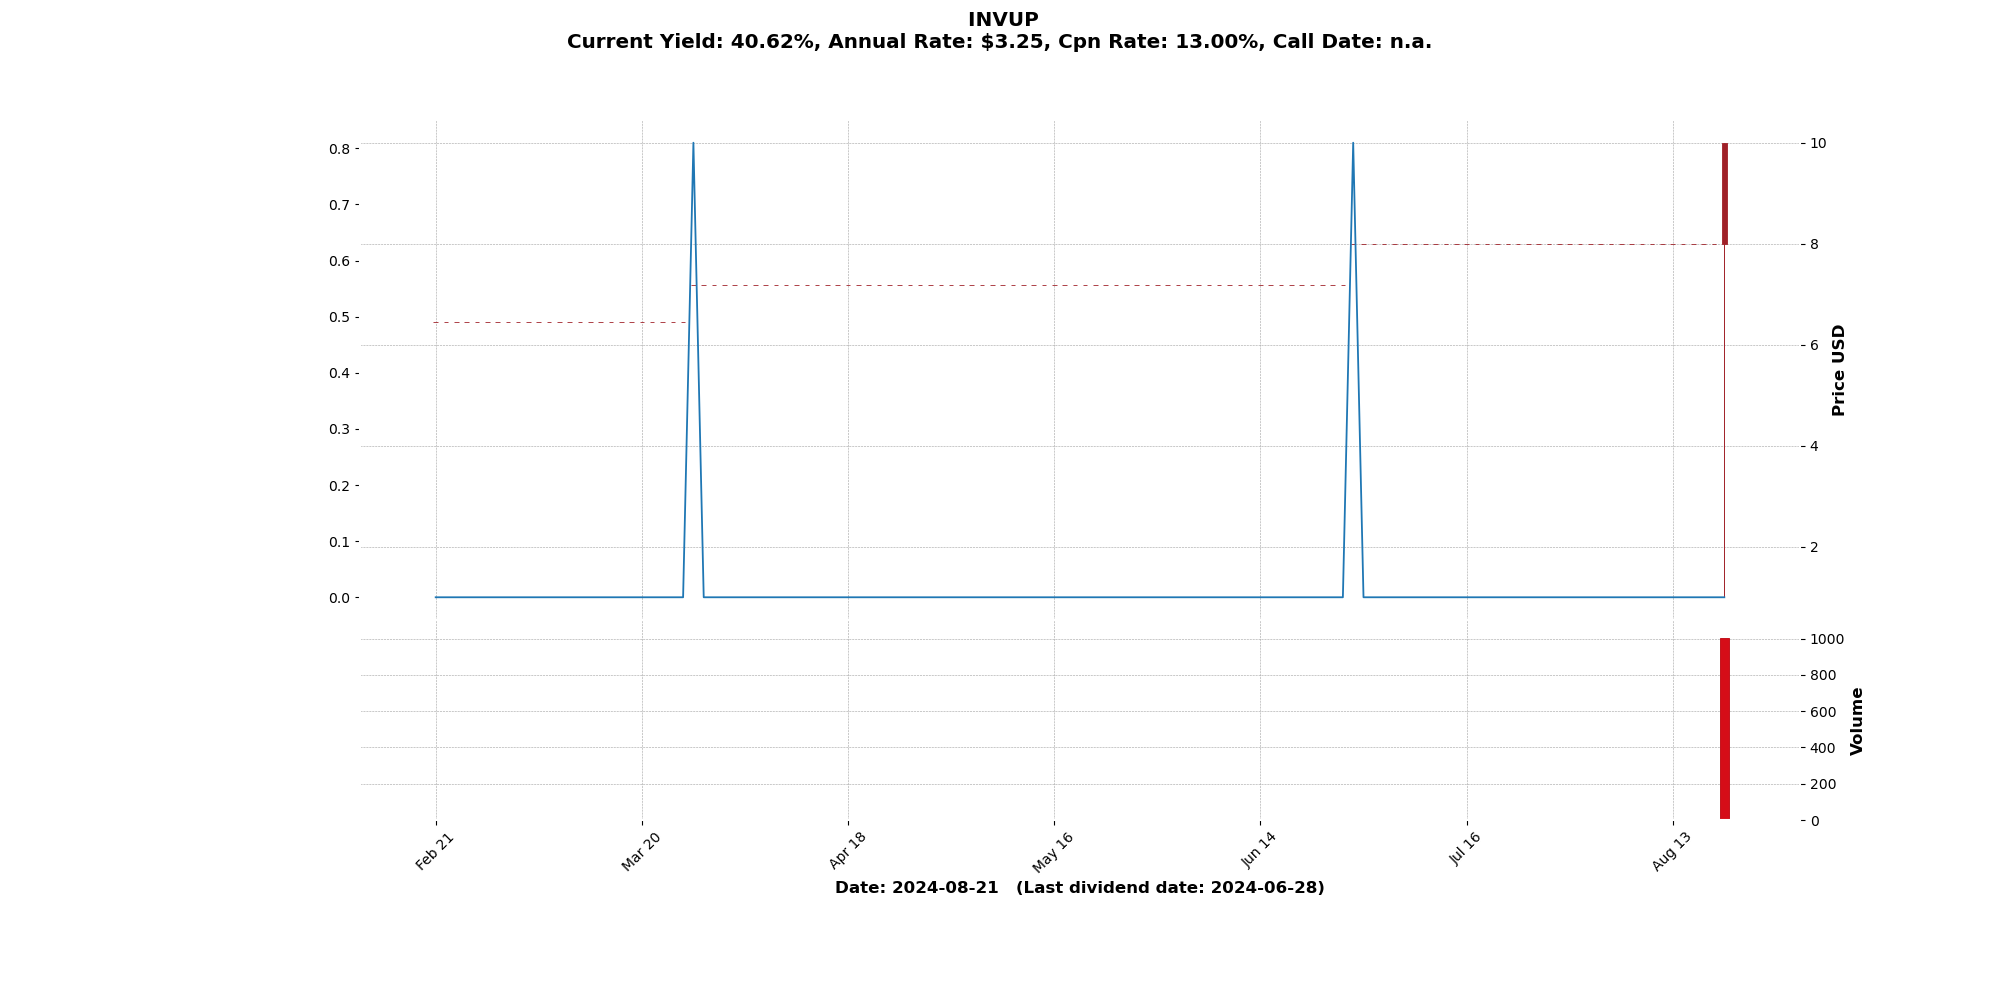 INVUP
Current Yield: 40.62%, Annual Rate: $3.25, Cpn Rate: 13.00%, Call Date: n.a.
0.8
0.7
0.6
0.5
0.4
0.3
0.2
0.1
0.0
10
8
6
4
2
Price USD
1000
800
600
400
200
0
Volume
Feb 21
Mar 20
Apr 18
May 16
Jun 14
Jul 16
Aug 13
Date: 2024-08-21 (Last dividend date: 2024-06-28)